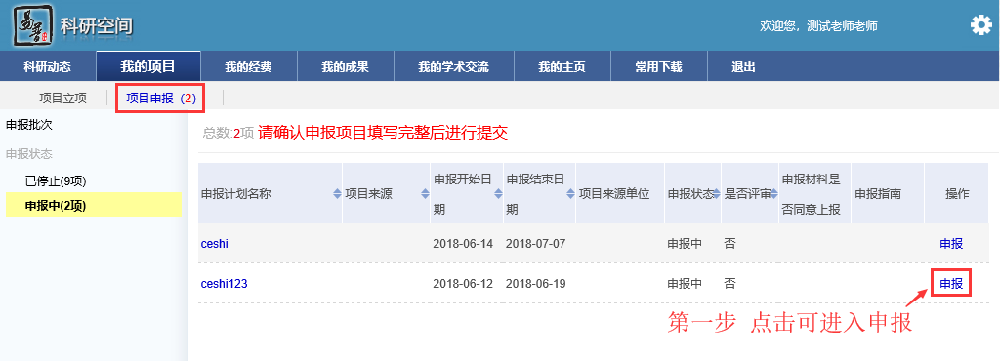 易普 科研空间
欢迎您，测试老师老师
科研动态 我的项目 我的经费 我的成果 我的学术交流 我的主页 常用下载 退出
项目立项 项目申报（2）
申报批次
申报状态
已停止(9项)
申报中(2项)
总数:2项 请确认申报项目填写完整后进行提交
申报计划名称 项目来源 申报开始日期 申报结束日期 项目来源单位 申报状态 是否评审 申报材料是否同意上报 申报指南 操作
ceshi 2018-06-14 2018-07-07 申报中 否 申报
ceshi123 2018-06-12 2018-06-19 申报中 否 申报
第一步 点击可进入申报